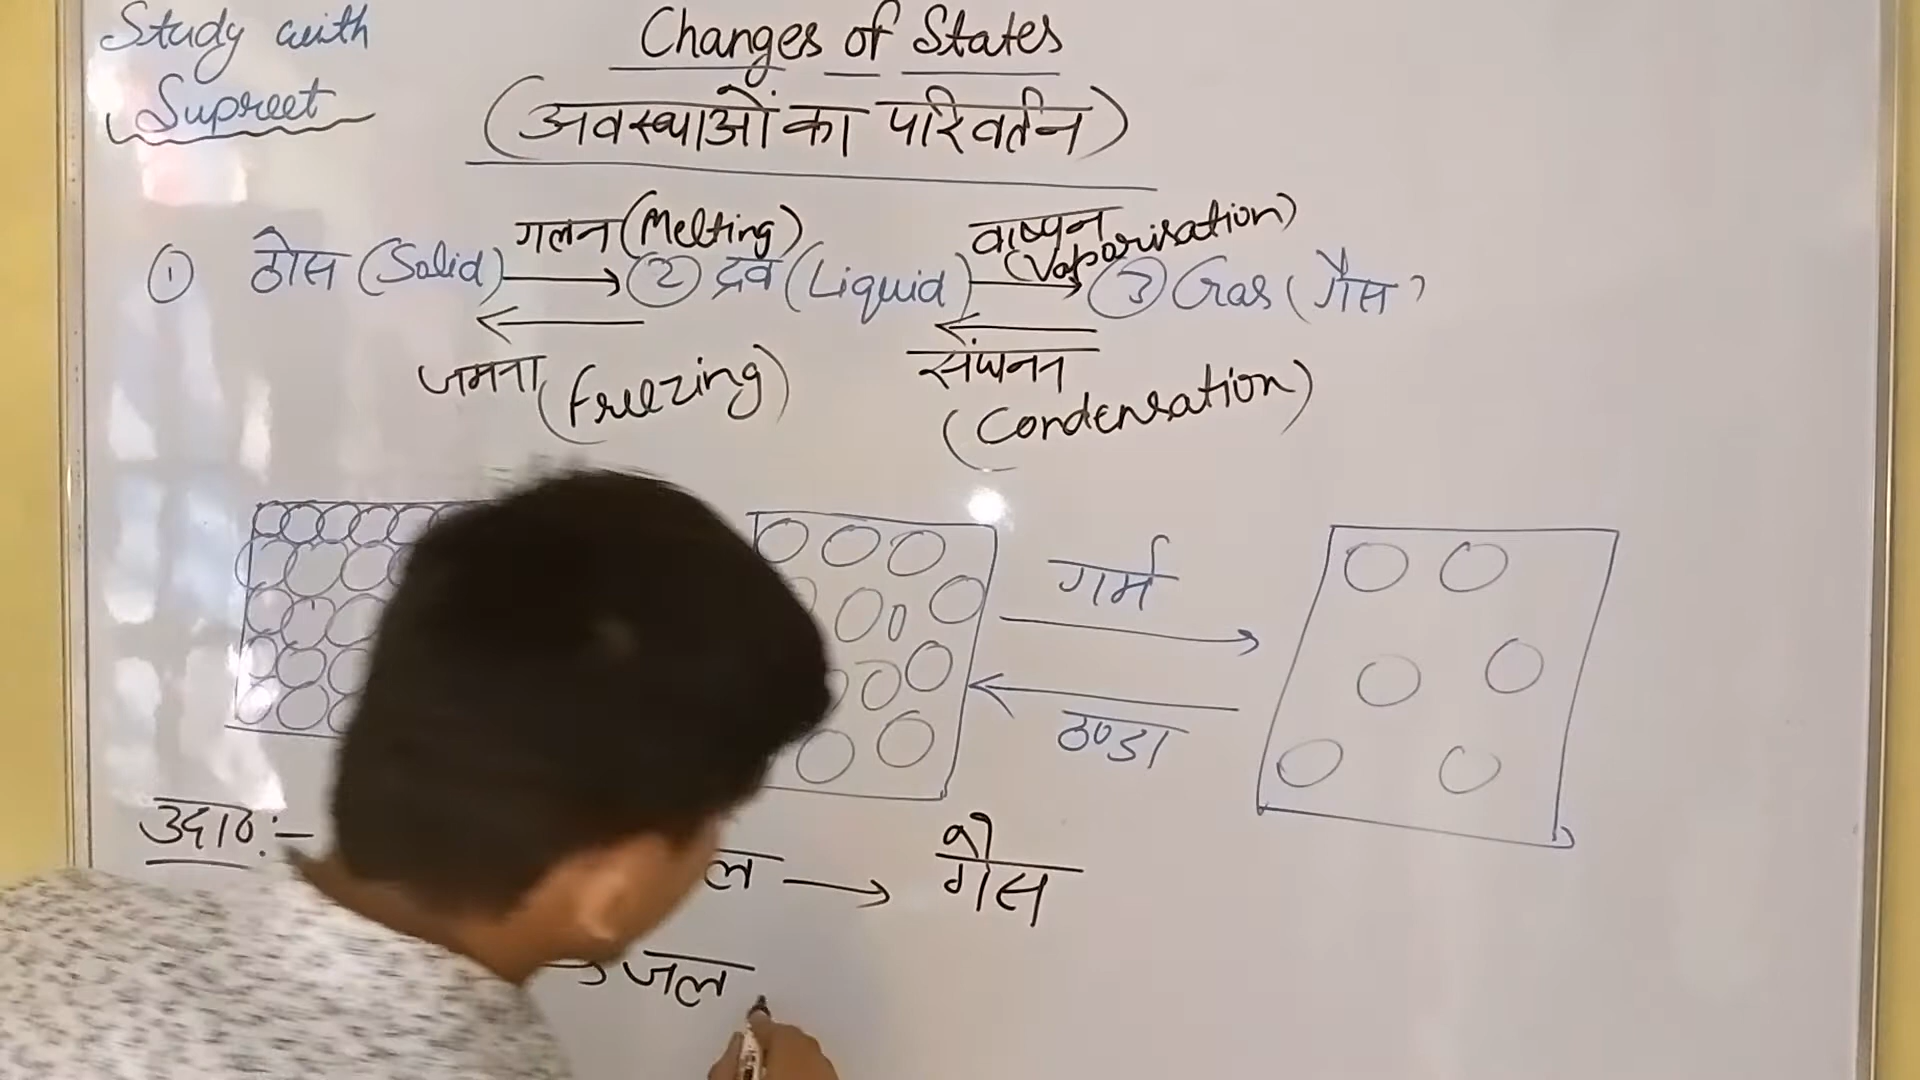 Study with
Supreet
Changes of States
(अवस्थाओं का परिवर्तन)
गलन (Melting) वाष्पन (Vaporisation)
① ठोस (Solid) → ② द्रव (Liquid) → ③ Gas (गैस)
← ←
जमना (Freezing) संघनन (Condensation)
गर्म
ठण्डा
उदा०:-
→ गैस
→ जल